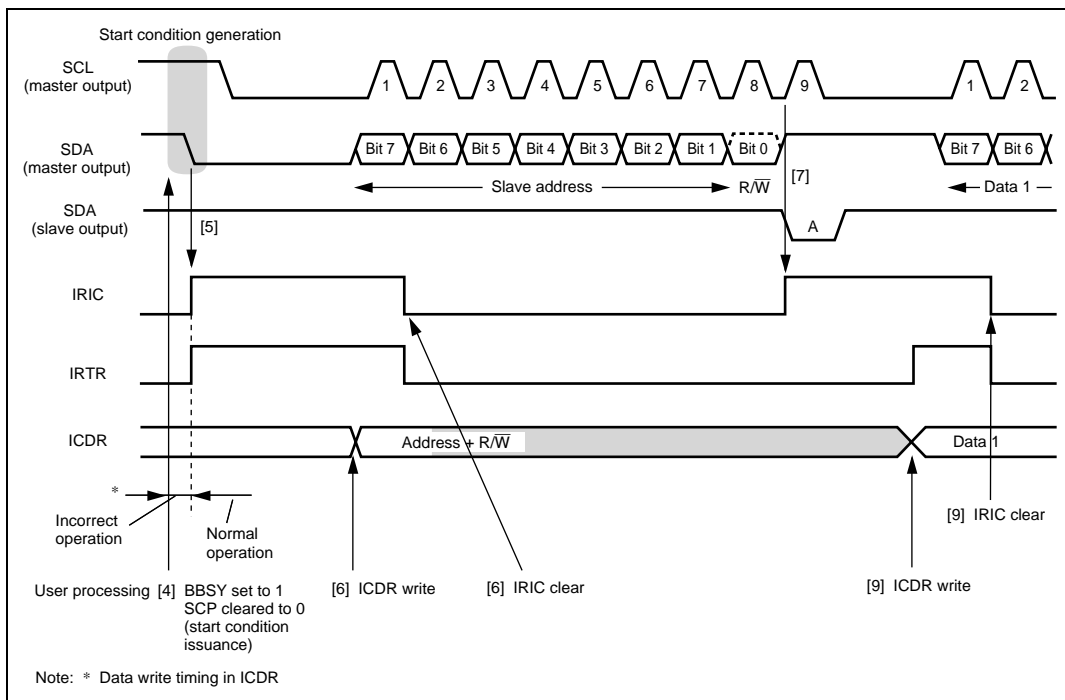 Start condition generation
SCL
(master output)
1 2 3 4 5 6 7 8 9 1 2
SDA
(master output)
Bit 7 Bit 6 Bit 5 Bit 4 Bit 3 Bit 2 Bit 1 Bit 0 Bit 7 Bit 6
Slave address R/W̅ [7] Data 1
SDA
(slave output)
[5]
A
IRIC
IRTR
ICDR
Address + R/W̅
Data 1
*
Incorrect
operation
Normal
operation
[9] IRIC clear
User processing [4] BBSY set to 1
SCP cleared to 0
(start condition
issuance)
[6] ICDR write
[6] IRIC clear
[9] ICDR write
Note: * Data write timing in ICDR